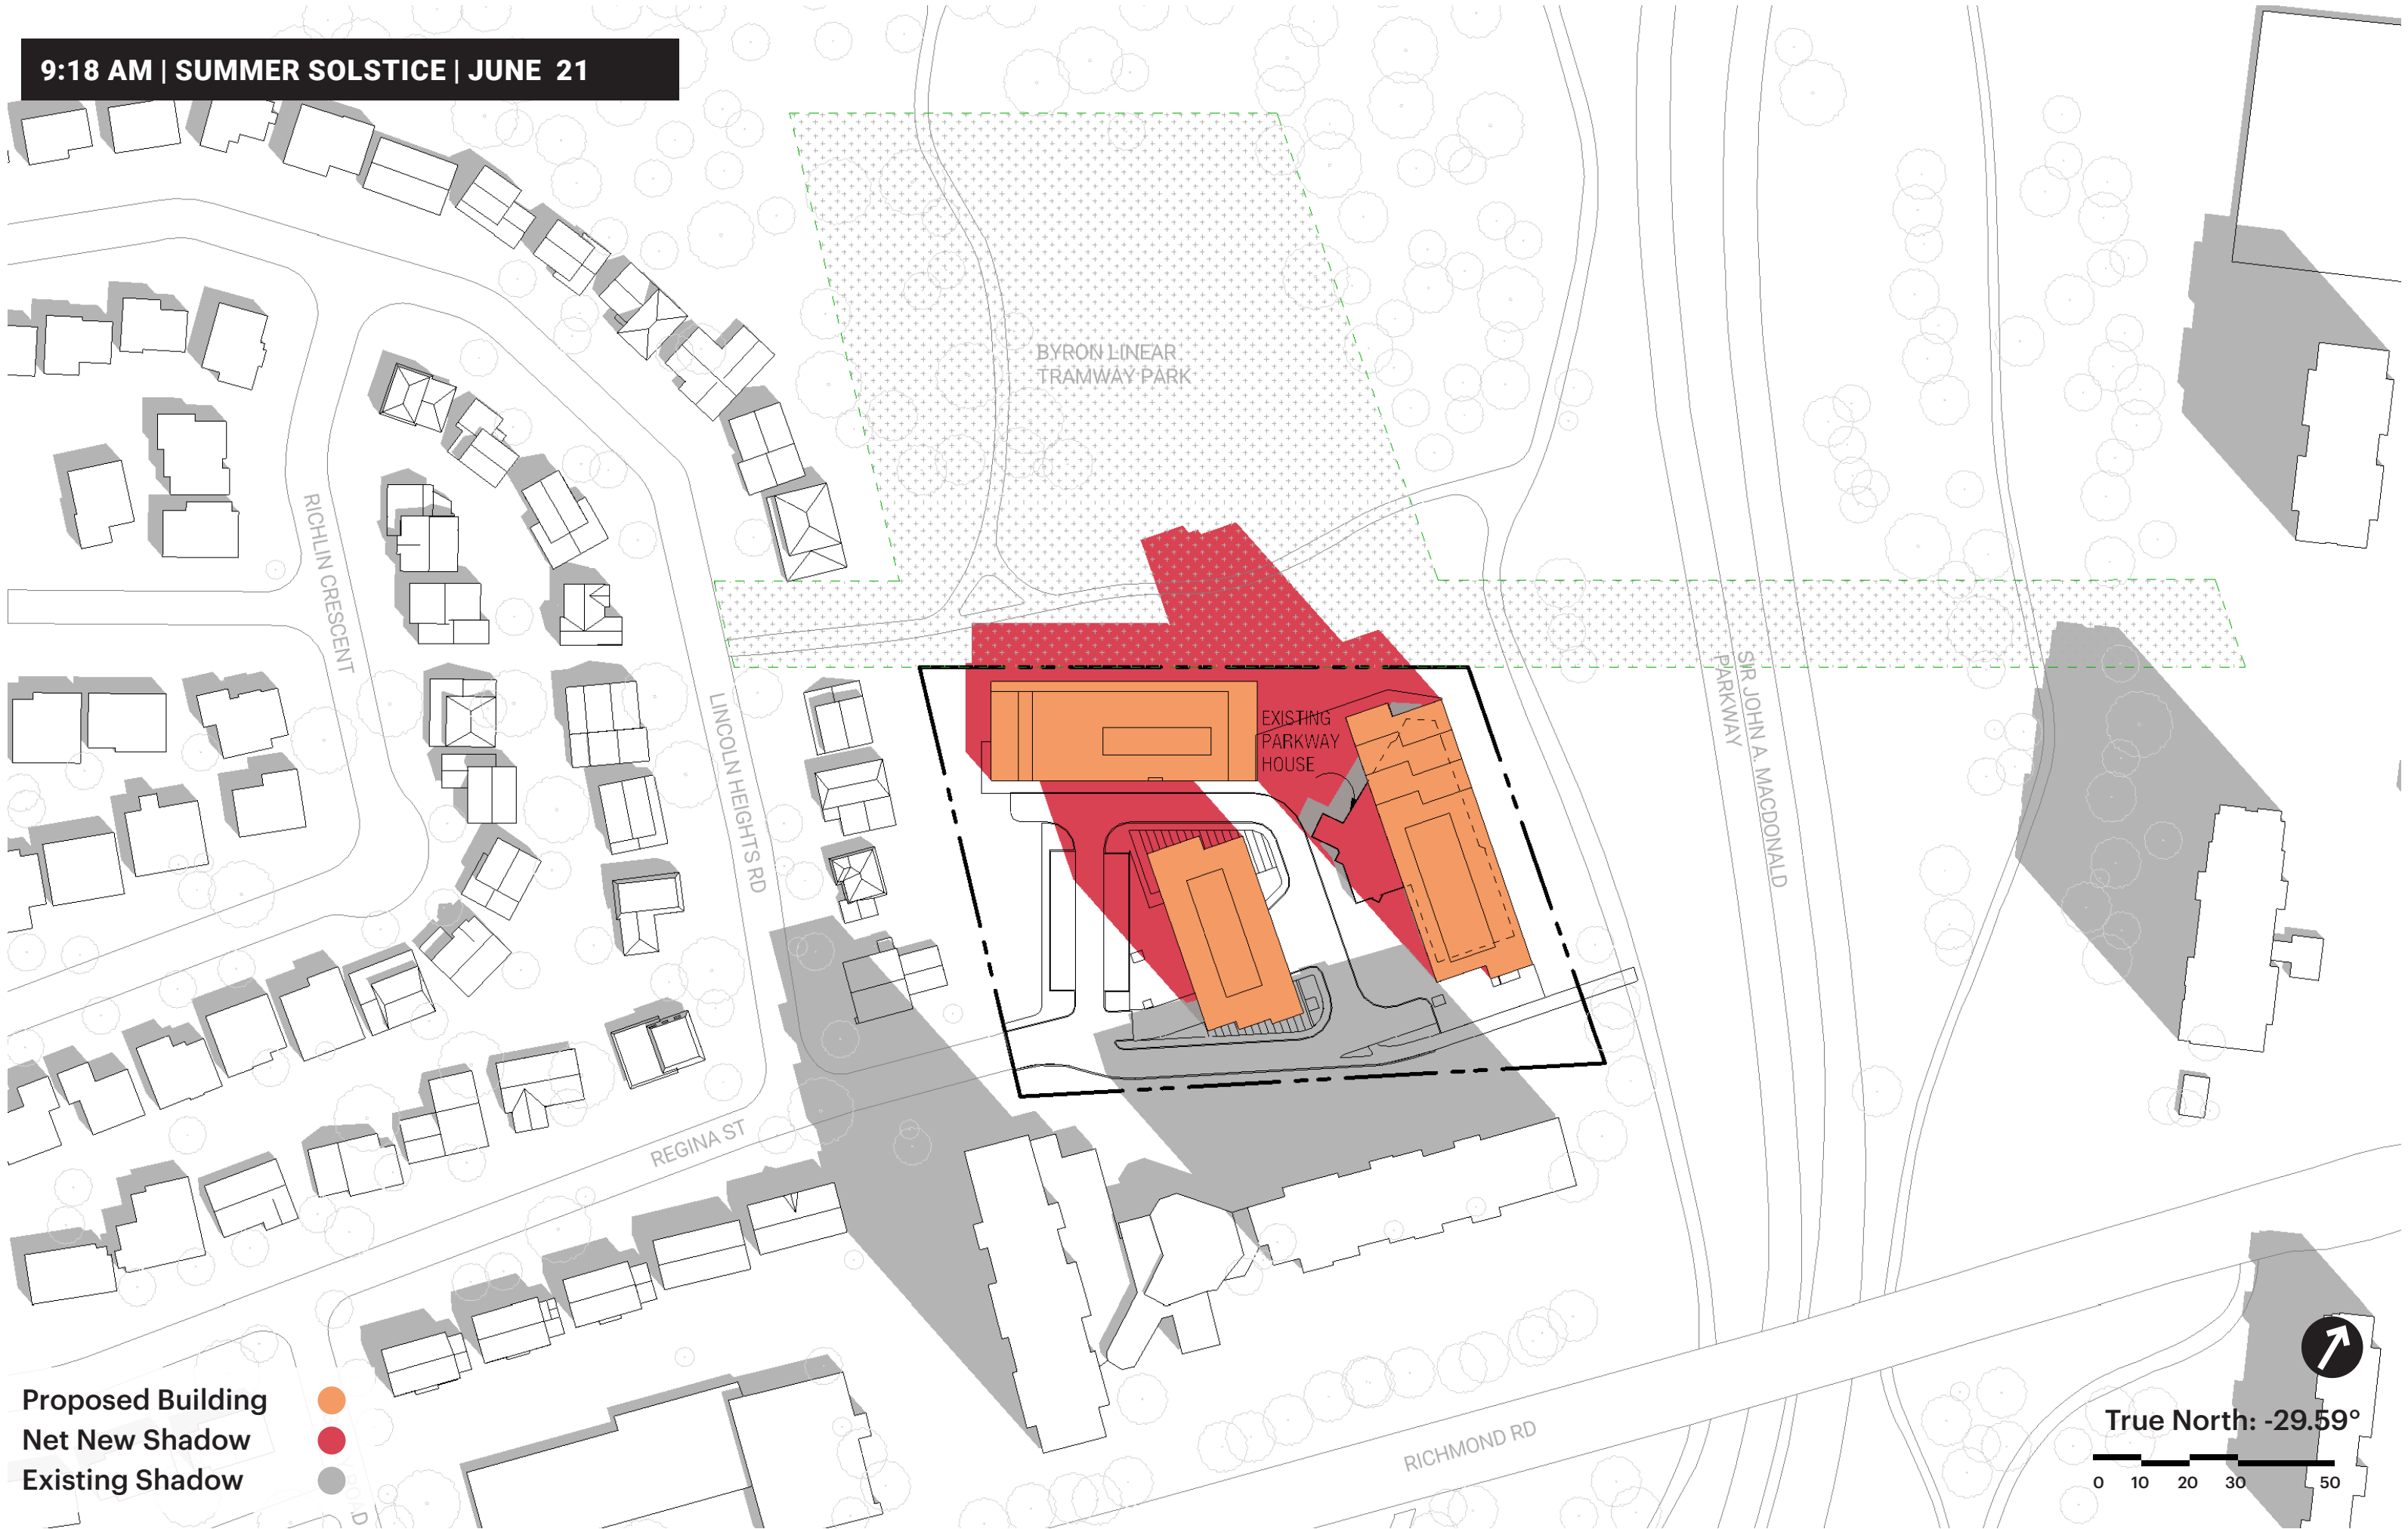 9:18 AM | SUMMER SOLSTICE | JUNE 21
BYRON LINEAR
TRAMWAY PARK
RICHLIN CRESCENT
LINCOLN HEIGHTS RD
EXISTING
PARKWAY
HOUSE
SIR JOHN A. MACDONALD
PARKWAY
REGINA ST
RICHMOND RD
Proposed Building
Net New Shadow
Existing Shadow
True North: -29.59°
0 10 20 30 50